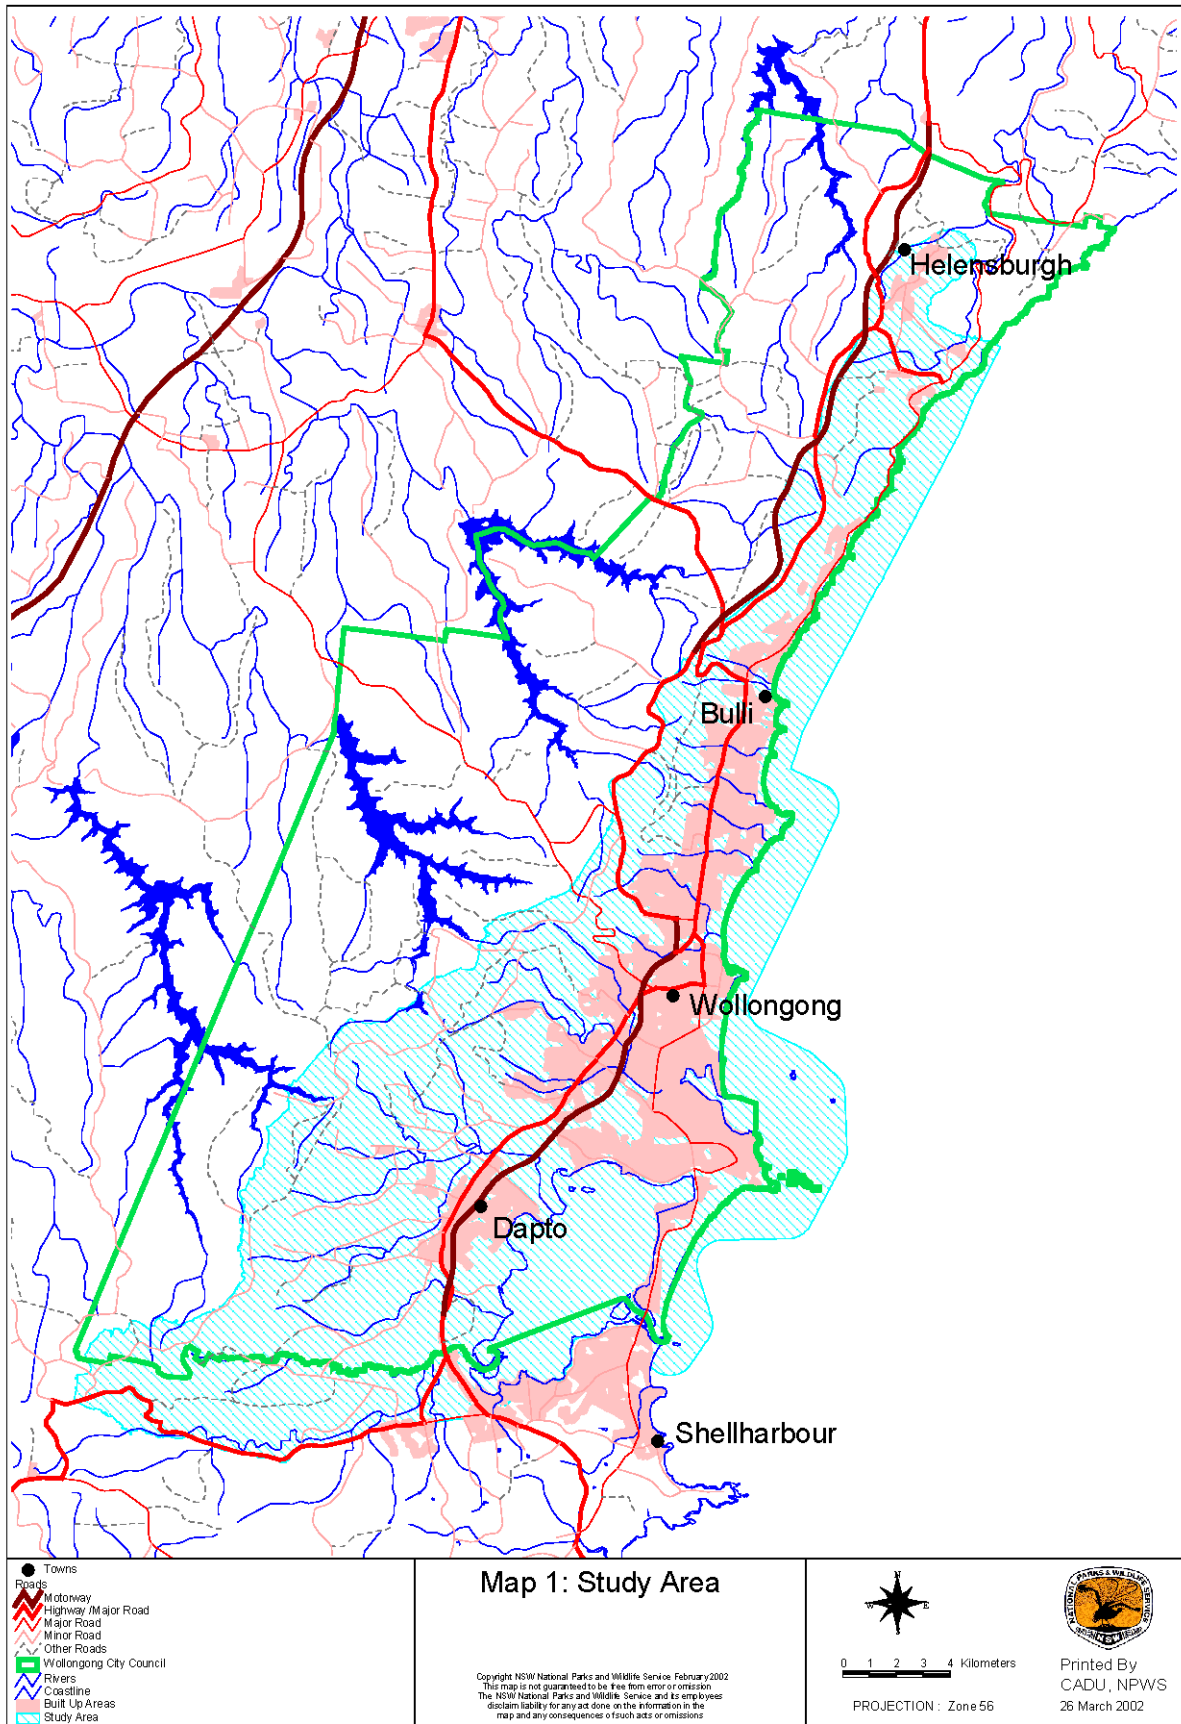 Helensburgh
Bulli
Wollongong
Dapto
Shellharbour
Towns
Roads
Motorway
Highway /Major Road
Major Road
Minor Road
Other Roads
Wollongong City Council
Rivers
Coastline
Built Up Areas
Study Area
Map 1: Study Area
Copyright NSW National Parks and Wildlife Service February 2002
This map is not guaranteed to be free from error or omission
The NSW National Parks and Wildlife Service and its employees
disclaim liability for any act done on the information in the
map and any consequences of such acts or omissions
N
W E
S
0 1 2 3 4 Kilometers
PROJECTION : Zone 56
NATIONAL PARKS & WILDLIFE SERVICE
NSW
Printed By
CADU, NPWS
26 March 2002